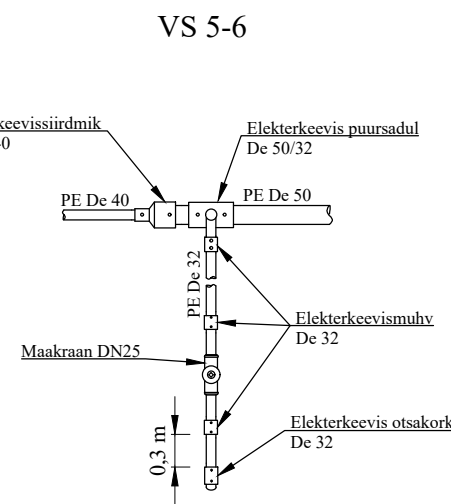 VS 5-6
keevissiirdmik
Elekterkeevis puursadul
De 50/32
PE De 40
PE De 50
PE De 32
Elekterkeevismuhv
De 32
Maakraan DN25
Elekterkeevis otsakork
De 32
0,3 m